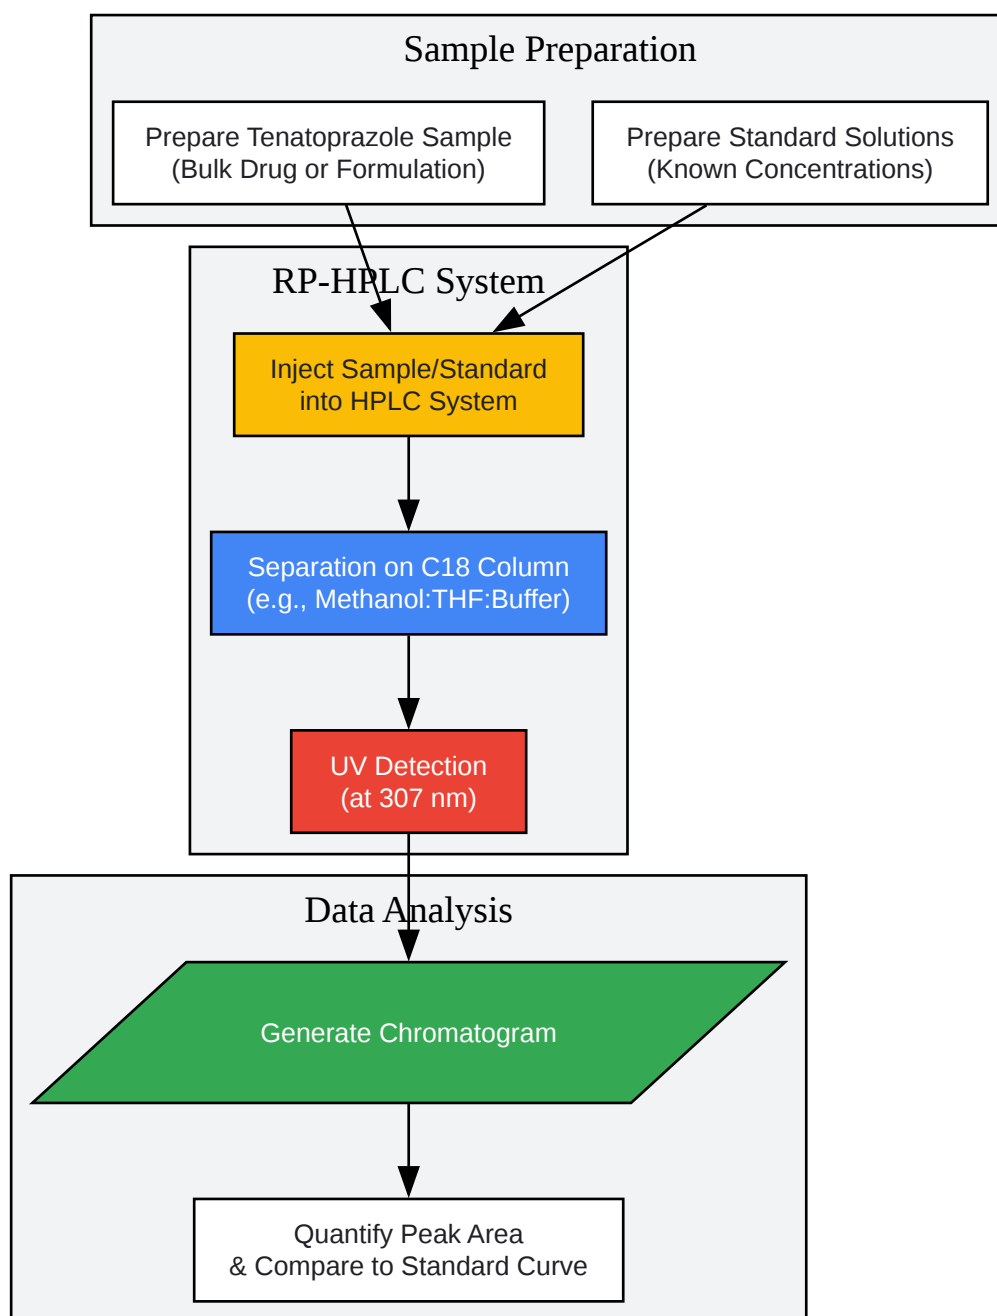 Sample Preparation
Prepare Tenatoprazole Sample
(Bulk Drug or Formulation)
Prepare Standard Solutions
(Known Concentrations)
RP-HPLC System
Inject Sample/Standard
into HPLC System
Separation on C18 Column
(e.g., Methanol:THF:Buffer)
UV Detection
(at 307 nm)
Data Analysis
Generate Chromatogram
Quantify Peak Area
& Compare to Standard Curve